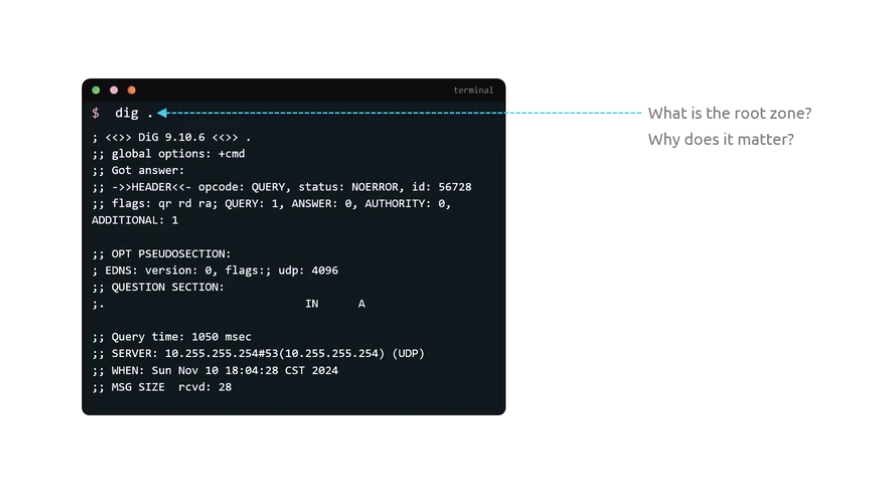 terminal
$ dig .
; <<>> DiG 9.10.6 <<>> .
;; global options: +cmd
;; Got answer:
;; ->>HEADER<<- opcode: QUERY, status: NOERROR, id: 56728
;; flags: qr rd ra; QUERY: 1, ANSWER: 0, AUTHORITY: 0,
ADDITIONAL: 1
;; OPT PSEUDOSECTION:
; EDNS: version: 0, flags:; udp: 4096
;; QUESTION SECTION:
;. IN A
;; Query time: 1050 msec
;; SERVER: 10.255.255.254#53(10.255.255.254) (UDP)
;; WHEN: Sun Nov 10 18:04:28 CST 2024
;; MSG SIZE rcvd: 28
What is the root zone?
Why does it matter?